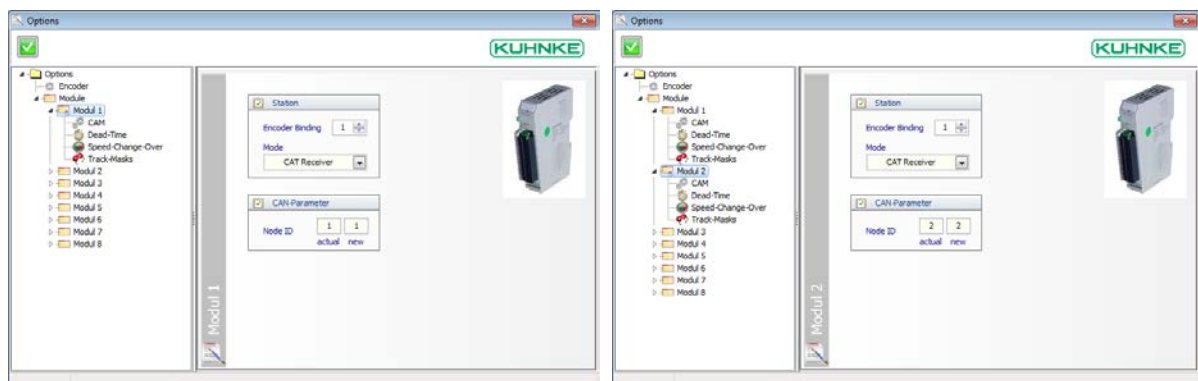 Options
KUHNKE
Options
Encoder
Module
Modul 1
CAM
Dead-Time
Speed-Change-Over
Track-Masks
Modul 2
Modul 3
Modul 4
Modul 5
Modul 6
Modul 7
Modul 8
Modul 1
Station
Encoder Binding 1
Mode
CAT Receiver
CAN-Parameter
Node ID 1 1
actual new
Options
KUHNKE
Options
Encoder
Module
Modul 1
CAM
Dead-Time
Speed-Change-Over
Track-Masks
Modul 2
CAM
Dead-Time
Speed-Change-Over
Track-Masks
Modul 3
Modul 4
Modul 5
Modul 6
Modul 7
Modul 8
Modul 2
Station
Encoder Binding 1
Mode
CAT Receiver
CAN-Parameter
Node ID 2 2
actual new